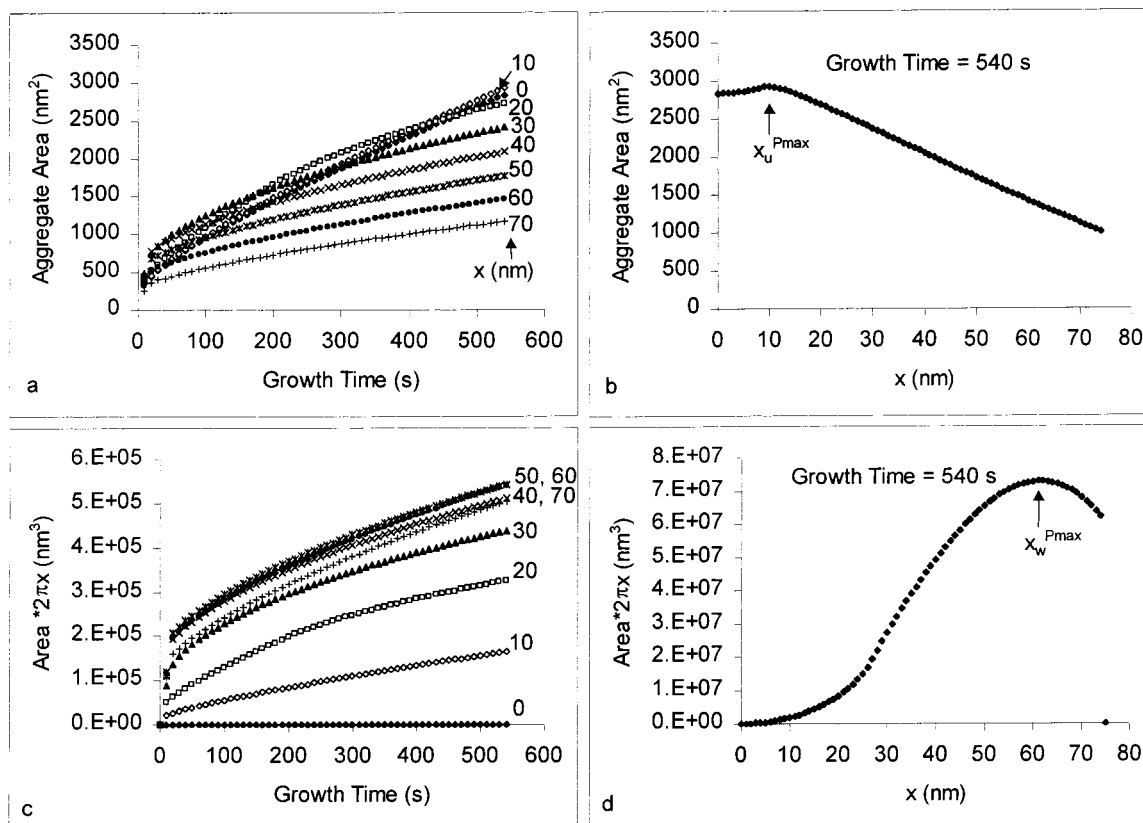 3500
3000
2500
2000
1500
1000
500
0
Aggregate Area (nm²)
10
0
20
30
40
50
60
70
x (nm)
0 100 200 300 400 500 600
Growth Time (s)
a
3500
3000
2500
2000
1500
1000
500
0
Aggregate Area (nm²)
Growth Time = 540 s
x_u^Pmax
0 10 20 30 40 50 60 70 80
x (nm)
b
6.E+05
5.E+05
4.E+05
3.E+05
2.E+05
1.E+05
0.E+00
Area *2πx (nm³)
50, 60
40, 70
30
20
10
0
0 100 200 300 400 500 600
Growth Time (s)
c
8.E+07
7.E+07
6.E+07
5.E+07
4.E+07
3.E+07
2.E+07
1.E+07
0.E+00
Area*2πx (nm³)
Growth Time = 540 s
x_w^Pmax
0 10 20 30 40 50 60 70 80
x (nm)
d